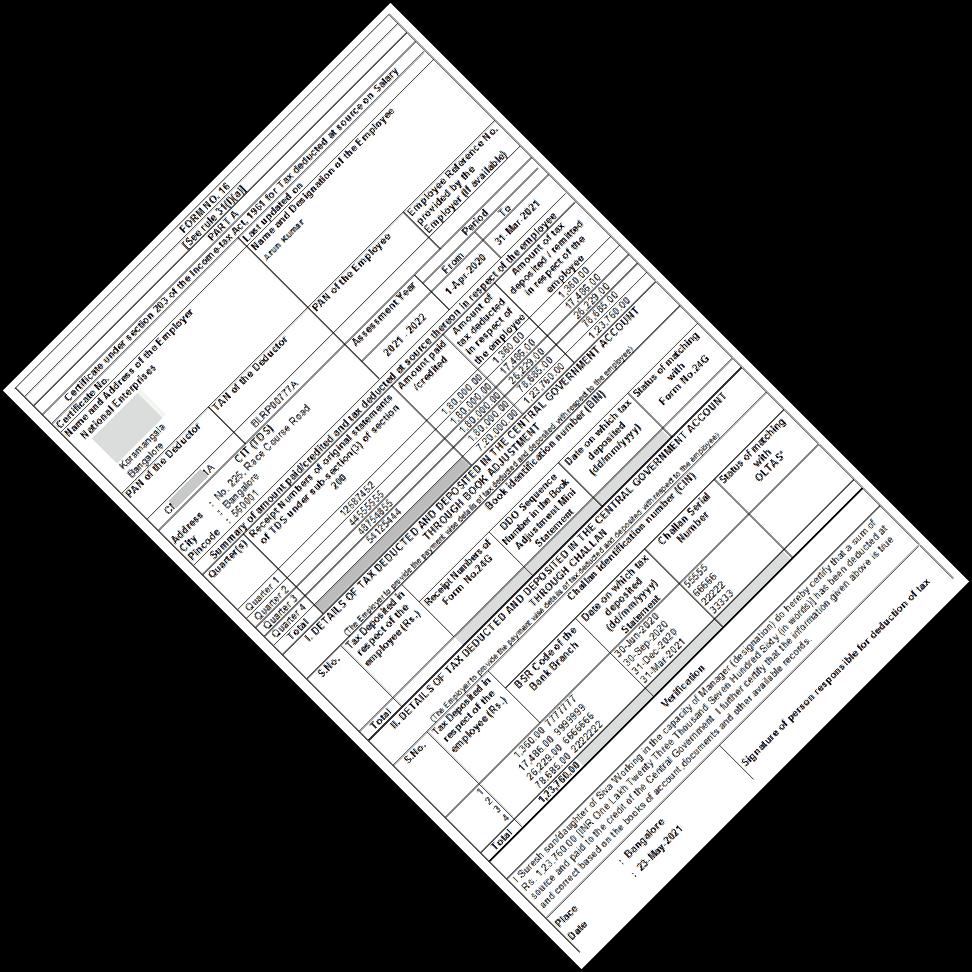 FORM NO. 16
[See rule 31(I)(a)]
PART A
Certificate under section 203 of the Income-tax Act, 1961 for Tax deducted at source on Salary
Certificate No. Last updated on
Name and Address of the Employer Name and Designation of the Employee
National Enterprises Arun Kumar
Koramangala
Bangalore
PAN of the Deductor TAN of the Deductor PAN of the Employee Employee Reference No. provided by the Employer (If available)
1A BLRP00777A
CIT (TDS) Assessment Year Period
From To
Address : No 225, Race Course Road
City : Bangalore
Pincode : 560001
2021 - 2022 1-Apr-2020 31-Mar-2021
Summary of amount paid/credited and tax deducted at source thereon in respect of the employee
Quarter(s) Receipt Numbers of original statements of TDS under sub-section(3) of section 200 Amount paid /credited Amount of tax deducted in respect of the employee Amount of tax deposited / remitted in respect of the employee
Quarter 1 12587452 1,80,000.00 1,360.00 1,360.00
Quarter 2 1,80,000.00 17,486.00 17,486.00
Quarter 3 1,80,000.00 26,229.00 26,229.00
Quarter 4 54125444 1,80,000.00 78,685.00 78,685.00
Total 7,20,000.00 1,23,760.00 1,23,760.00
I. DETAILS OF TAX DEDUCTED AND DEPOSITED IN THE CENTRAL GOVERNMENT ACCOUNT
THROUGH BOOK ADJUSTMENT
(The Employer to provide the payment wise details of tax deducted and deposited with respect to the employee)
S.No. Tax Deposited in respect of the employee (Rs.) Book identification number (BIN)
Receipt Numbers of Form No.24G DDO Sequence Number in the Book Adjustment Mini Statement Date on which tax deposited (dd/mm/yyyy) Status of matching with Form No.24G
Total
II. DETAILS OF TAX DEDUCTED AND DEPOSITED IN THE CENTRAL GOVERNMENT ACCOUNT
THROUGH CHALLAN
(The Employer to provide the payment wise details of tax deducted and deposited with respect to the employee)
S.No. Tax Deposited in respect of the employee (Rs.) Challan identification number (CIN)
BSR Code of the Bank Branch Date on which tax deposited (dd/mm/yyyy) Statement Challan Serial Number Status of matching with OLTAS*
1 1,360.00 7777777 30-Jun-2020 55555
2 17,486.00 9999999 30-Sep-2020 66666
3 26,229.00 6666666 31-Dec-2020 22222
4 78,685.00 2222222 31-Mar-2021 33333
Total 1,23,760.00
Verification
I Suresh son/daughter of Siva Working in the capacity of Manager (designation) do hereby certify that a sum of
Rs. 1,23,760.00 [INR One Lakh Twenty Three Thousand Seven Hundred Sixty (in words)] has been deducted at
source and paid to the credit of the Central Government. I further certify that the information given above is true
and correct based on the books of account,documents and other available records.
Place : Bangalore
Date : 23-May-2021
Signature of person responsible for deduction of tax